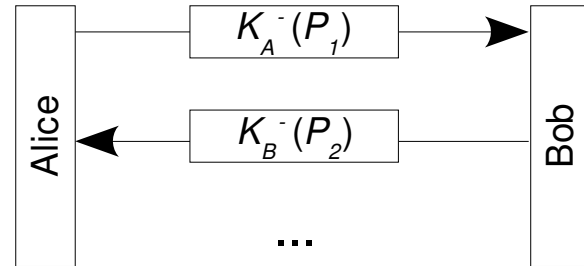 Alice
K_A^-(P_1)
Bob
K_B^-(P_2)
...